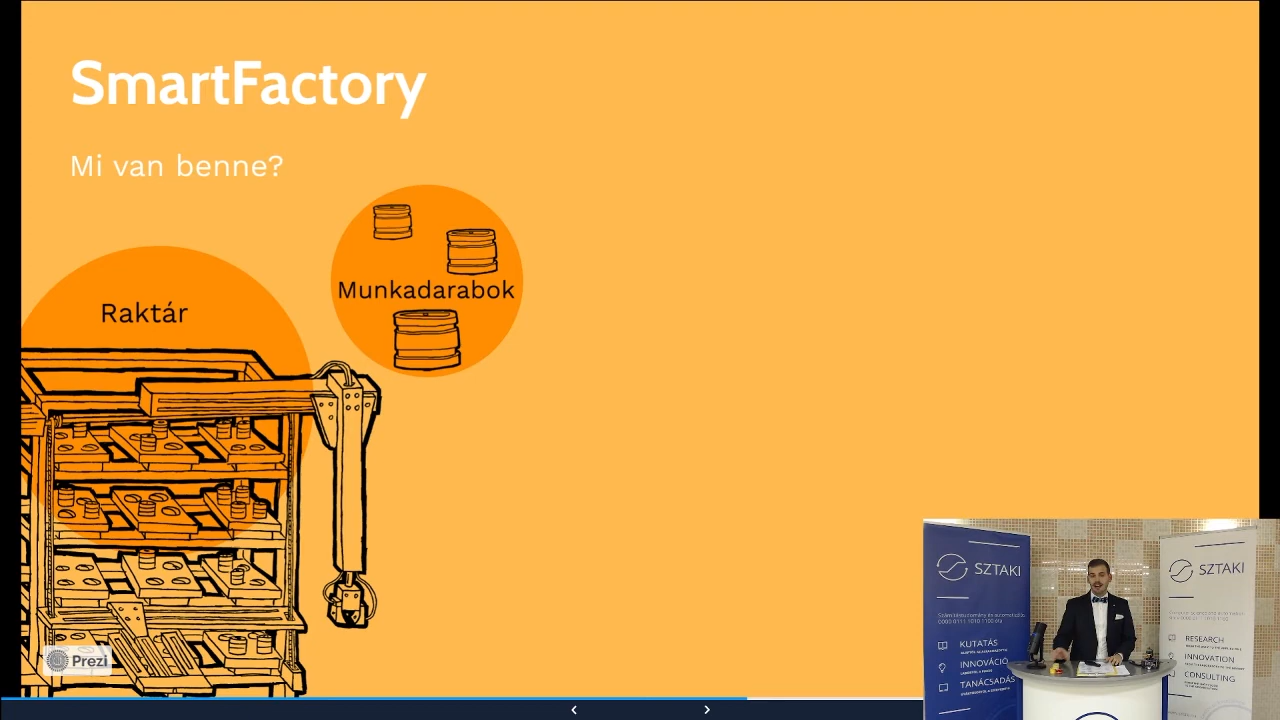 SmartFactory
Mi van benne?
Munkadarabok
Raktár
Prezi
SZTAKI
KUTATÁS
INNOVÁCIÓ
TANÁCSADÁS
SZTAKI
RESEARCH
INNOVATION
CONSULTING